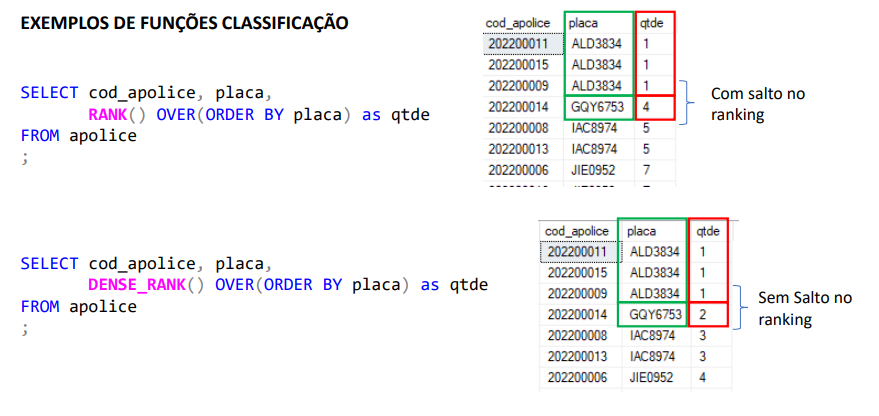 EXEMPLOS DE FUNÇÕES CLASSIFICAÇÃO
SELECT cod_apolice, placa,
RANK() OVER(ORDER BY placa) as qtde
FROM apolice
;
cod_apolice placa qtde
202200011 ALD3834 1
202200015 ALD3834 1
202200009 ALD3834 1
202200014 GQY6753 4
202200008 IAC8974 5
202200013 IAC8974 5
202200006 JIE0952 7
Com salto no
ranking
SELECT cod_apolice, placa,
DENSE_RANK() OVER(ORDER BY placa) as qtde
FROM apolice
;
cod_apolice placa qtde
202200011 ALD3834 1
202200015 ALD3834 1
202200009 ALD3834 1
202200014 GQY6753 2
202200008 IAC8974 3
202200013 IAC8974 3
202200006 JIE0952 4
Sem Salto no
ranking